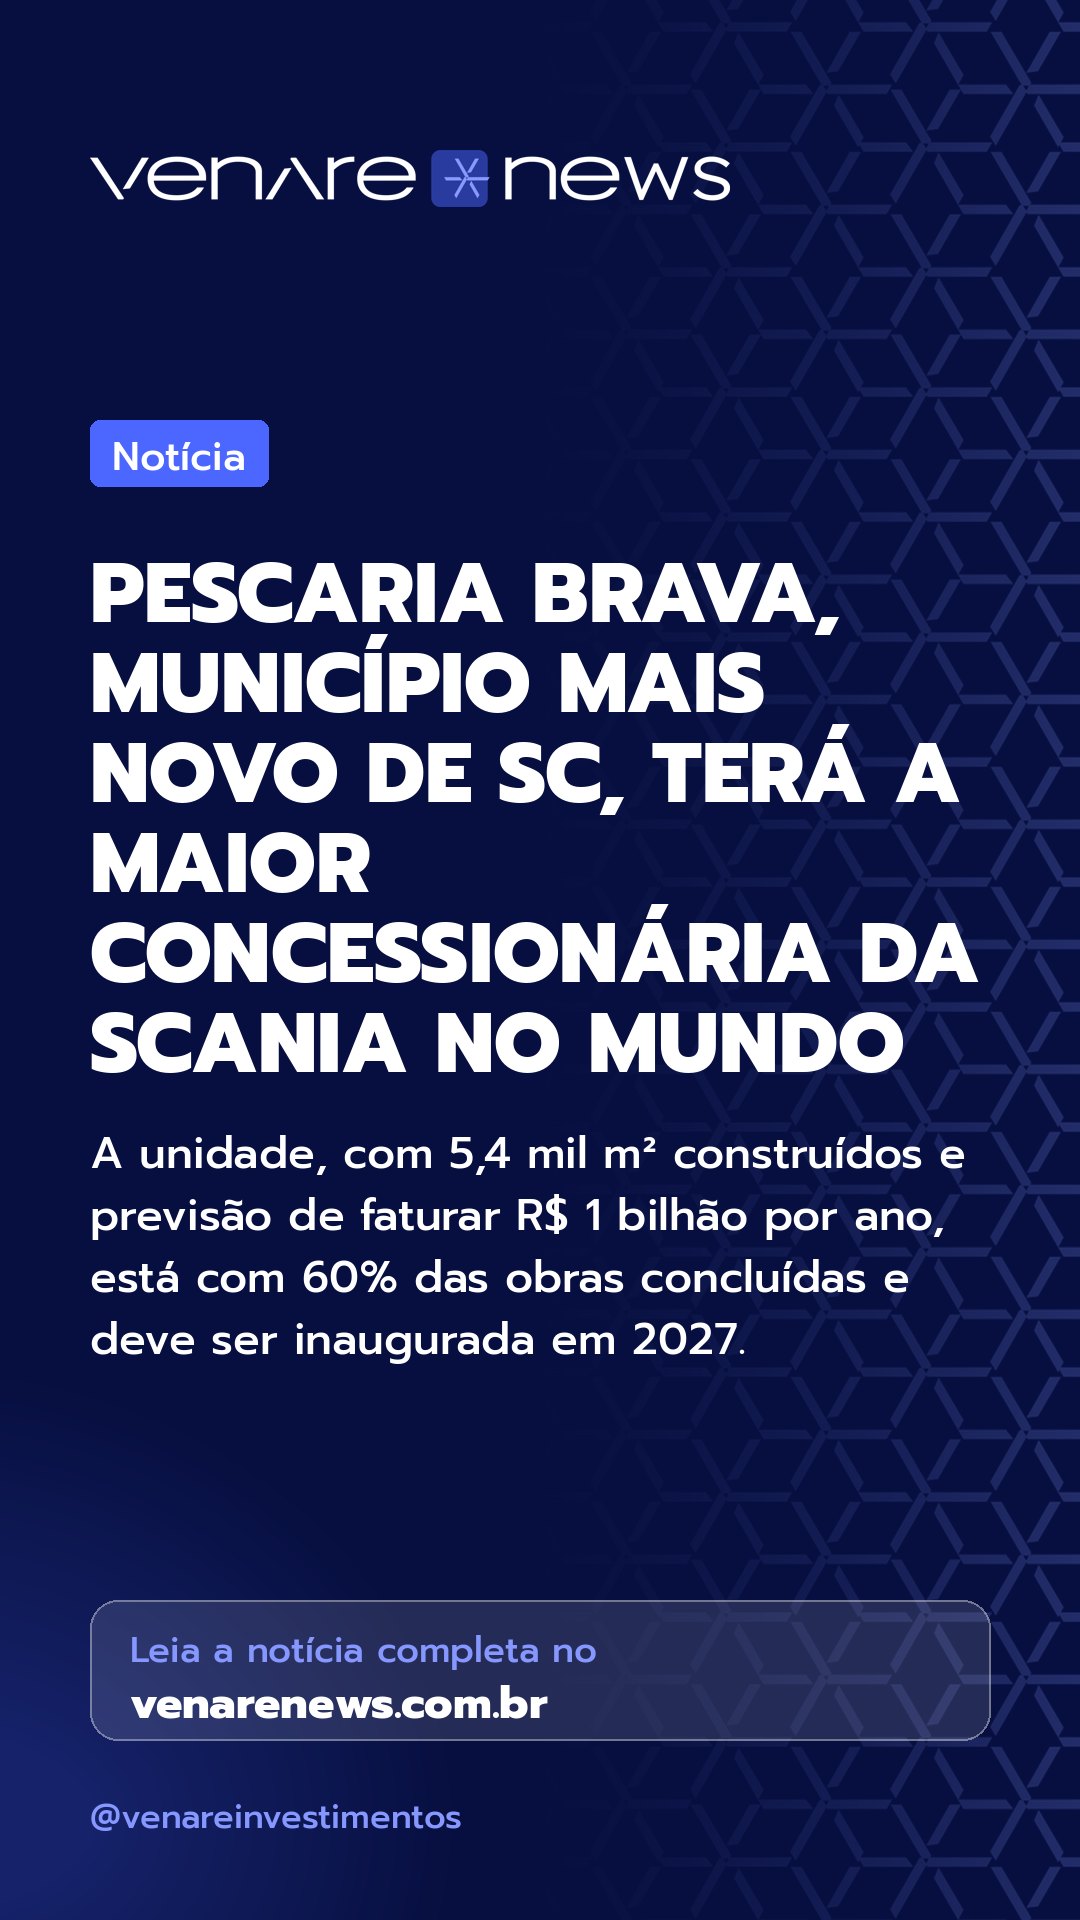 venare news
Notícia
PESCARIA BRAVA,
MUNICÍPIO MAIS
NOVO DE SC, TERÁ A
MAIOR
CONCESSIONÁRIA DA
SCANIA NO MUNDO
A unidade, com 5,4 mil m² construídos e
previsão de faturar R$ 1 bilhão por ano,
está com 60% das obras concluídas e
deve ser inaugurada em 2027.
Leia a notícia completa no
venarenews.com.br
@venareinvestimentos